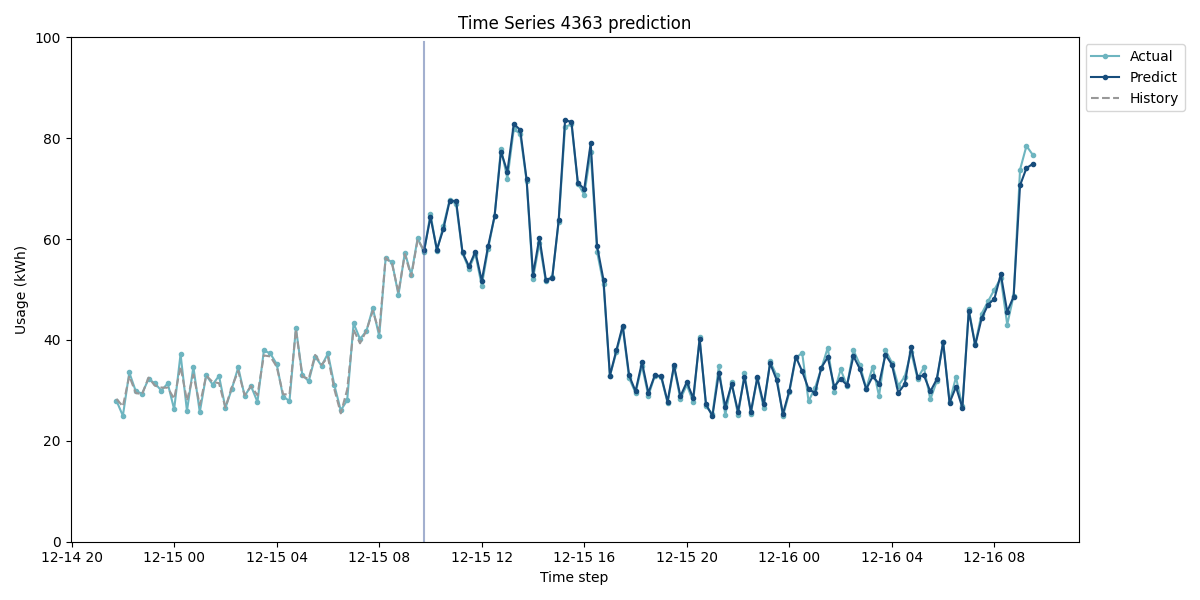 Time Series 4363 prediction
100
80
60
40
20
0
Usage (kWh)
12-14 20
12-15 00
12-15 04
12-15 08
12-15 12
12-15 16
12-15 20
12-16 00
12-16 04
12-16 08
Time step
Actual
Predict
History